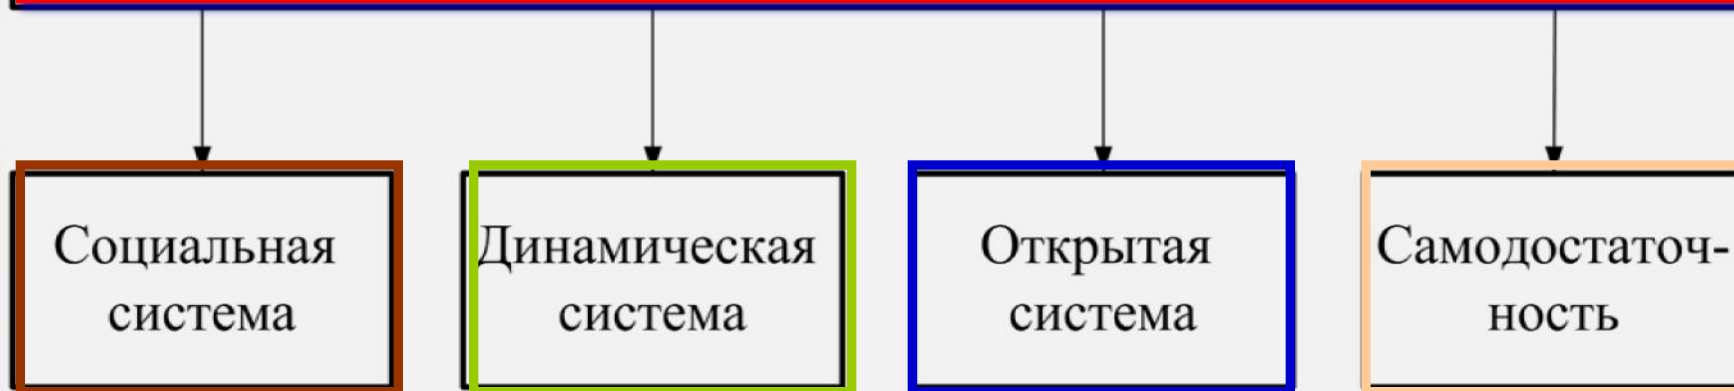 Социальная
система
Динамическая
система
Открытая
система
Самодостаточ-
ность